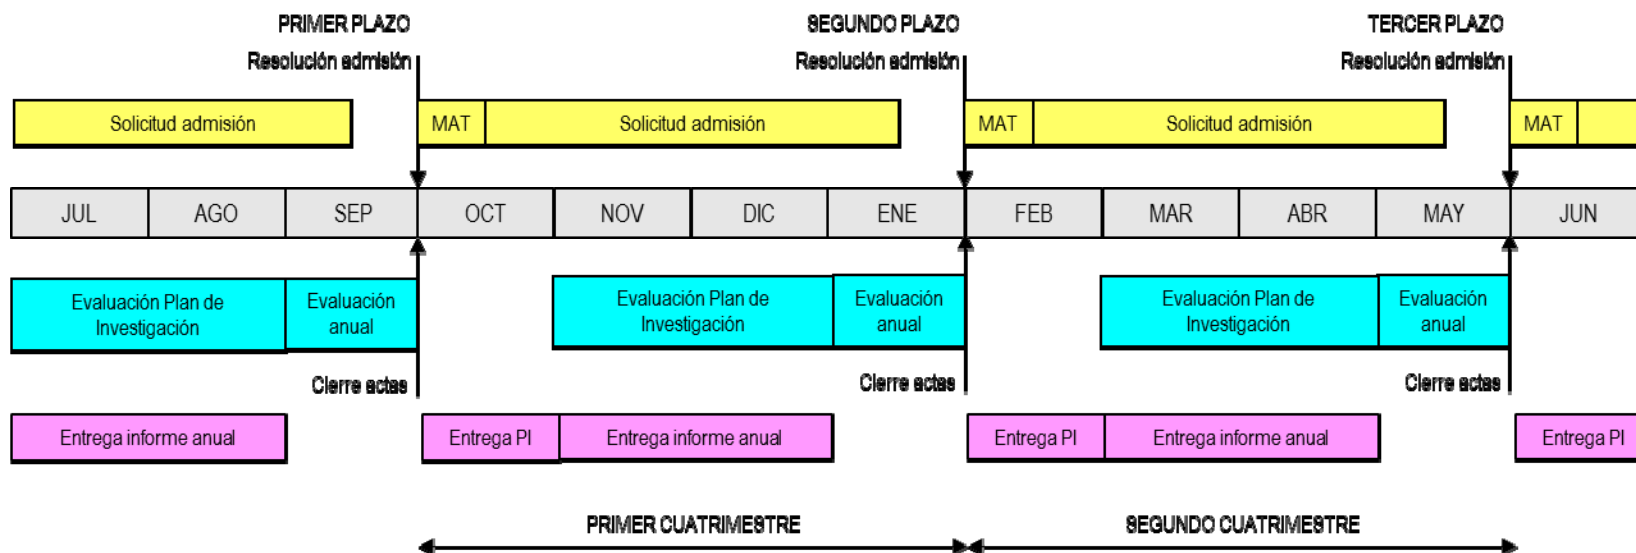 PRIMER PLAZO
SEGUNDO PLAZO
TERCER PLAZO
Resolución admisión
Resolución admisión
Resolución admisión
Solicitud admisión
MAT
Solicitud admisión
MAT
Solicitud admisión
MAT
JUL
AGO
SEP
OCT
NOV
DIC
ENE
FEB
MAR
ABR
MAY
JUN
Evaluación Plan de
Investigación
Evaluación
anual
Evaluación Plan de
Investigación
Evaluación
anual
Evaluación Plan de
Investigación
Evaluación
anual
Cierre actas
Cierre actas
Cierre actas
Entrega informe anual
Entrega PI
Entrega informe anual
Entrega PI
Entrega informe anual
Entrega PI
PRIMER CUATRIMESTRE
SEGUNDO CUATRIMESTRE